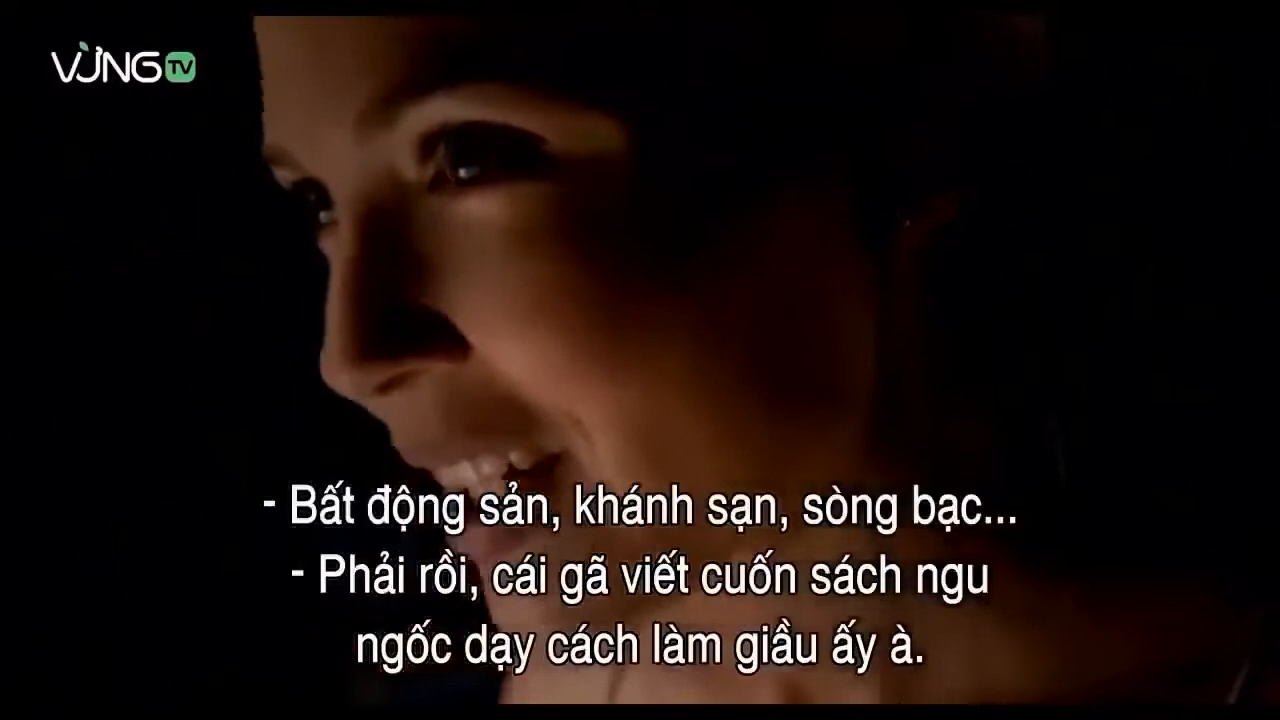 VỪNG TV
- Bất động sản, khánh sạn, sòng bạc...
- Phải rồi, cái gã viết cuốn sách ngu
ngốc dạy cách làm giầu ấy à.